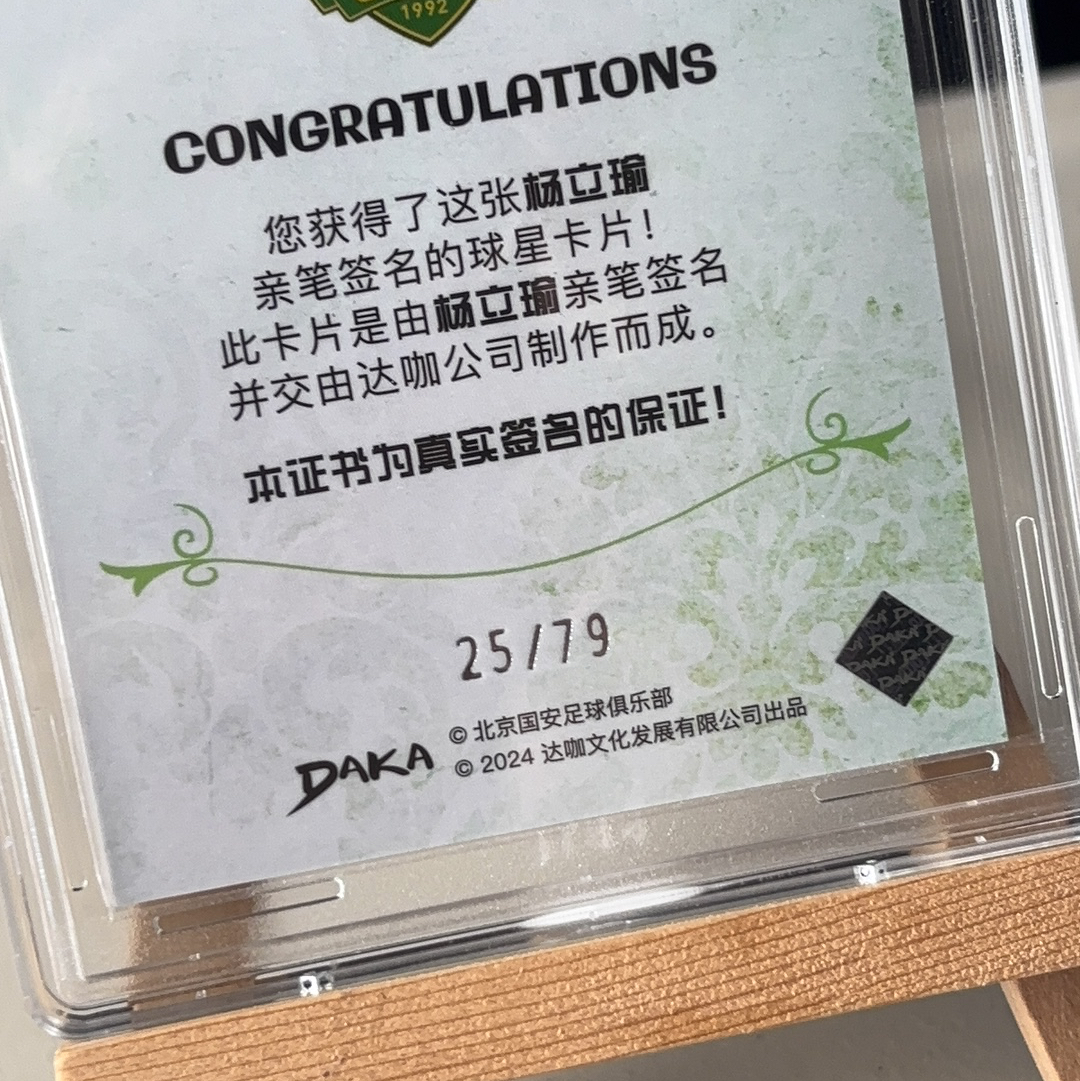 1992
CONGRATULATIONS
您获得了这张杨立瑜
亲笔签名的球星卡片！
此卡片是由杨立瑜亲笔签名
并交由达咖公司制作而成。
本证书为真实签名的保证！
25/79
DAKA
© 北京国安足球俱乐部
© 2024 达咖文化发展有限公司出品
DAKA DAKA